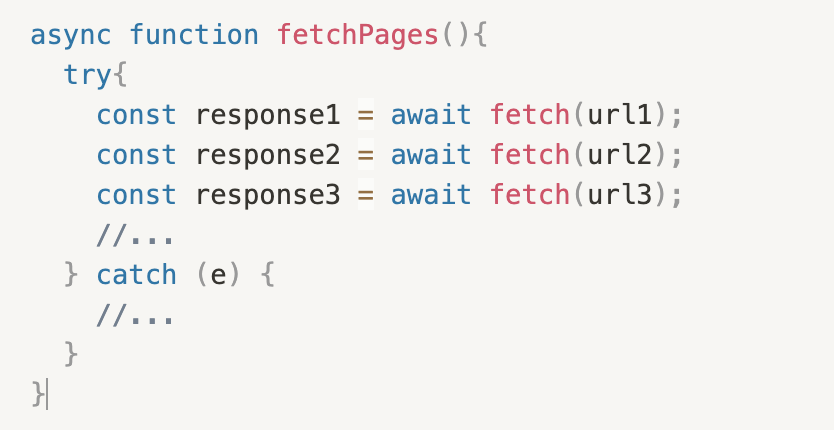 async function fetchPages(){
  try{
    const response1 = await fetch(url1);
    const response2 = await fetch(url2);
    const response3 = await fetch(url3);
    //...
  } catch (e) {
    //...
  }
}